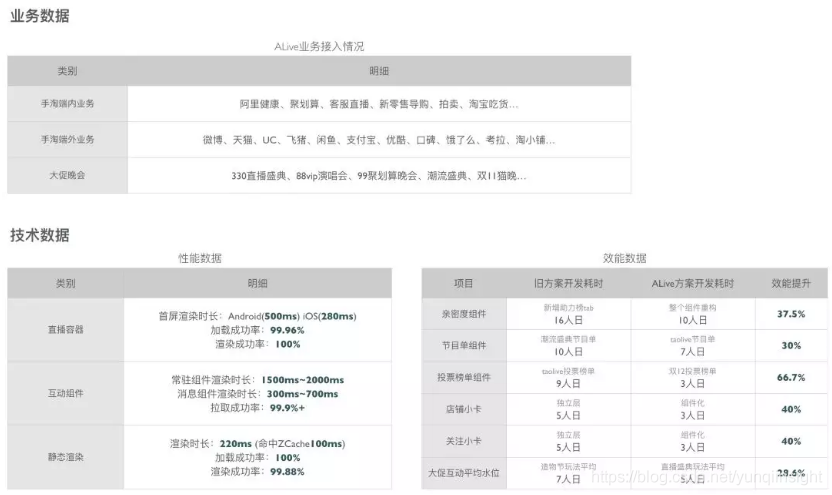 业务数据
ALive业务接入情况
类别 明细
手淘端内业务 阿里健康、聚划算、客服直播、新零售导购、拍卖、淘宝吃货...
手淘端外业务 微博、天猫、UC、飞猪、闲鱼、支付宝、优酷、口碑、饿了么、考拉、淘小铺...
大促晚会 330直播盛典、88vip演唱会、99聚划算晚会、潮流盛典、双11猫晚...
技术数据
性能数据
类别 明细
直播容器
首屏渲染时长：Android(500ms) iOS(280ms)
加载成功率：99.96%
渲染成功率：100%
互动组件
常驻组件渲染时长：1500ms~2000ms
消息组件渲染时长：300ms~700ms
拉取成功率：99.9%+
静态渲染
渲染时长：220ms (命中ZCache100ms)
加载成功率：100%
渲染成功率：99.88%
效能数据
项目 旧方案开发耗时 ALive方案开发耗时 效能提升
亲密度组件
新增助力榜tab
16人日
整个组件重构
10人日
37.5%
节目单组件
潮流盛典节目单
10人日
taolive节目单
7人日
30%
投票榜单组件
taolive投票榜单
9人日
双12投票榜单
3人日
66.7%
店铺小卡
独立层
5人日
组件化
3人日
40%
关注小卡
独立层
5人日
组件化
3人日
40%
大促互动平均水位
造物节玩法平均
7人日
直播盛典玩法平均
5人日
28.6%
https://blog.csdn.net/yunqiinsight